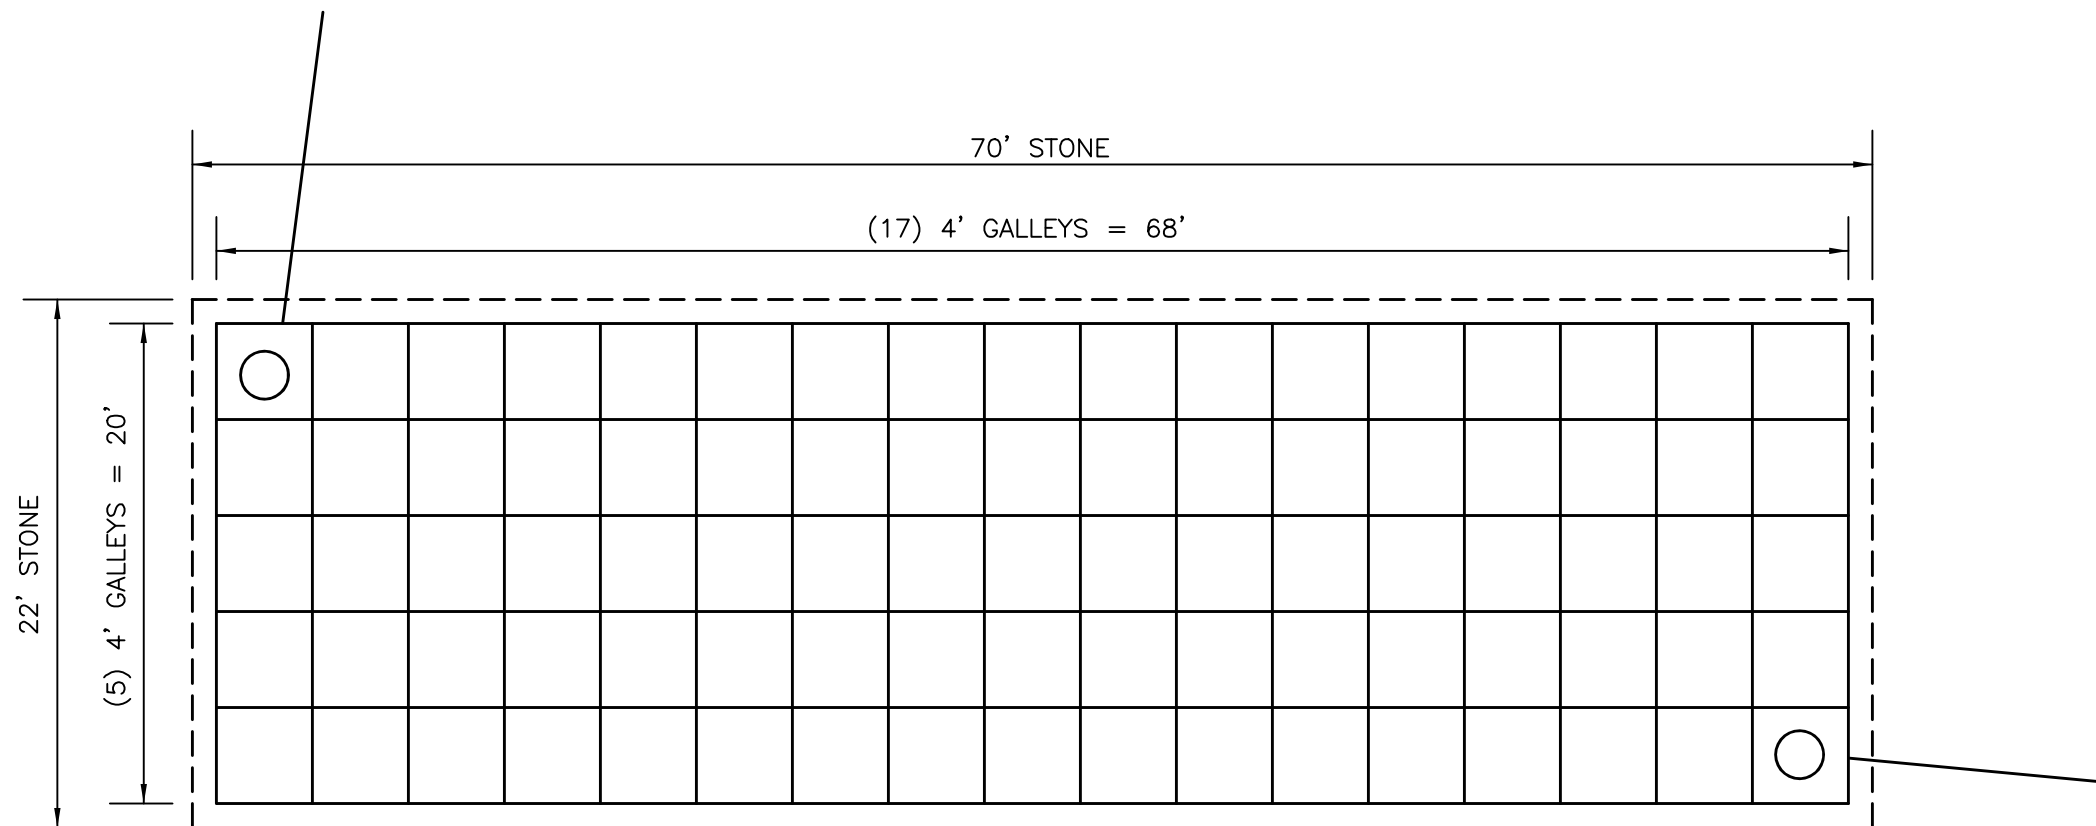 70' STONE
(17) 4' GALLEYS = 68'
22' STONE
(5) 4' GALLEYS = 20'